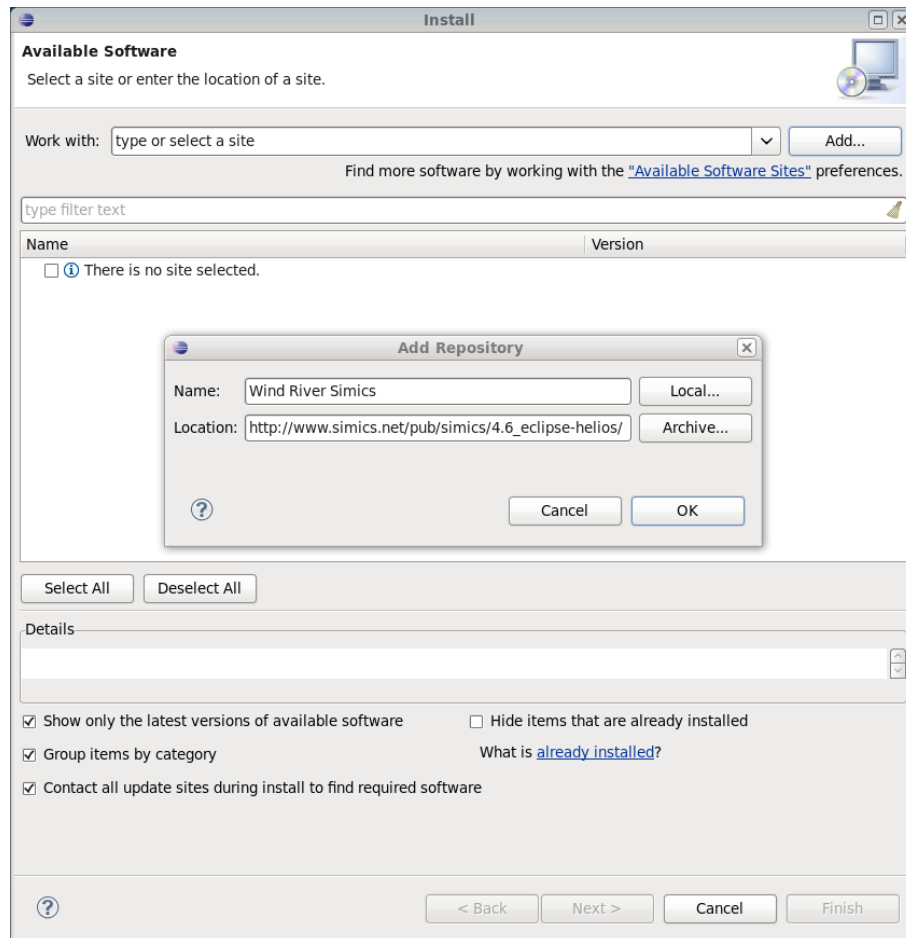 Install
Available Software
Select a site or enter the location of a site.
Work with: type or select a site Add...
Find more software by working with the "Available Software Sites" preferences.
type filter text
Name Version
There is no site selected.
Add Repository
Name: Wind River Simics Local...
Location: http://www.simics.net/pub/simics/4.6_eclipse-helios/ Archive...
Cancel OK
Select All Deselect All
Details
Show only the latest versions of available software Hide items that are already installed
Group items by category What is already installed?
Contact all update sites during install to find required software
< Back Next > Cancel Finish